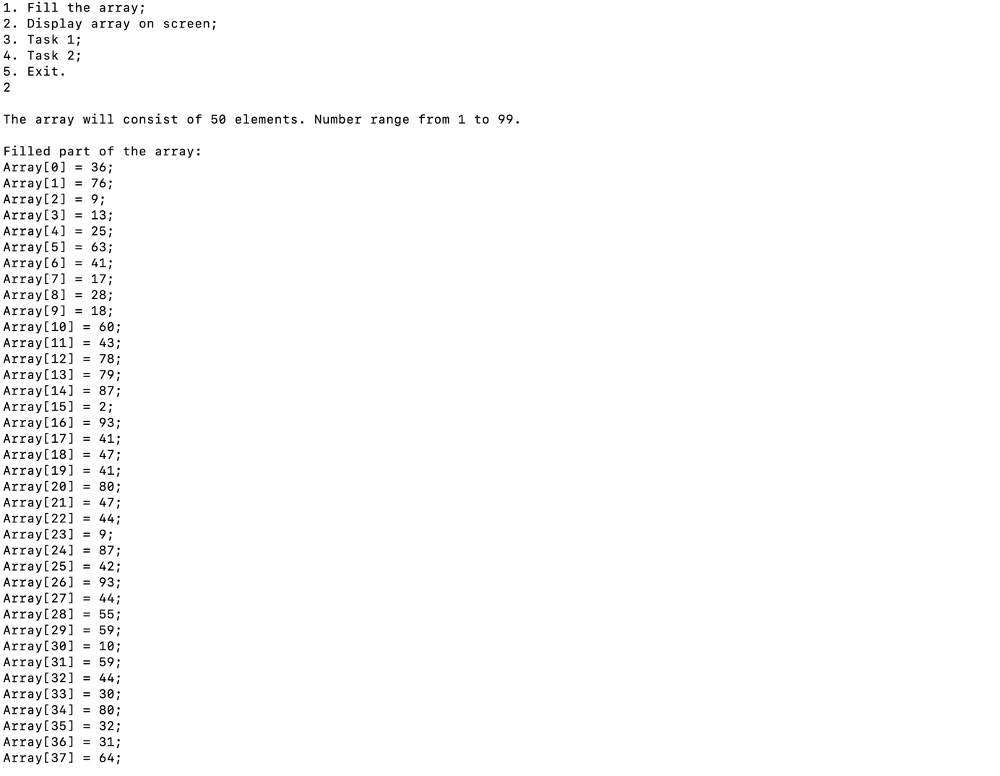 1. Fill the array;
2. Display array on screen;
3. Task 1;
4. Task 2;
5. Exit.
2
The array will consist of 50 elements. Number range from 1 to 99.
Filled part of the array:
Array[0] = 36;
Array[1] = 76;
Array[2] = 9;
Array[3] = 13;
Array[4] = 25;
Array[5] = 63;
Array[6] = 41;
Array[7] = 17;
Array[8] = 28;
Array[9] = 18;
Array[10] = 60;
Array[11] = 43;
Array[12] = 78;
Array[13] = 79;
Array[14] = 87;
Array[15] = 2;
Array[16] = 93;
Array[17] = 41;
Array[18] = 47;
Array[19] = 41;
Array[20] = 80;
Array[21] = 47;
Array[22] = 44;
Array[23] = 9;
Array[24] = 87;
Array[25] = 42;
Array[26] = 93;
Array[27] = 44;
Array[28] = 55;
Array[29] = 59;
Array[30] = 10;
Array[31] = 59;
Array[32] = 44;
Array[33] = 30;
Array[34] = 80;
Array[35] = 32;
Array[36] = 31;
Array[37] = 64;